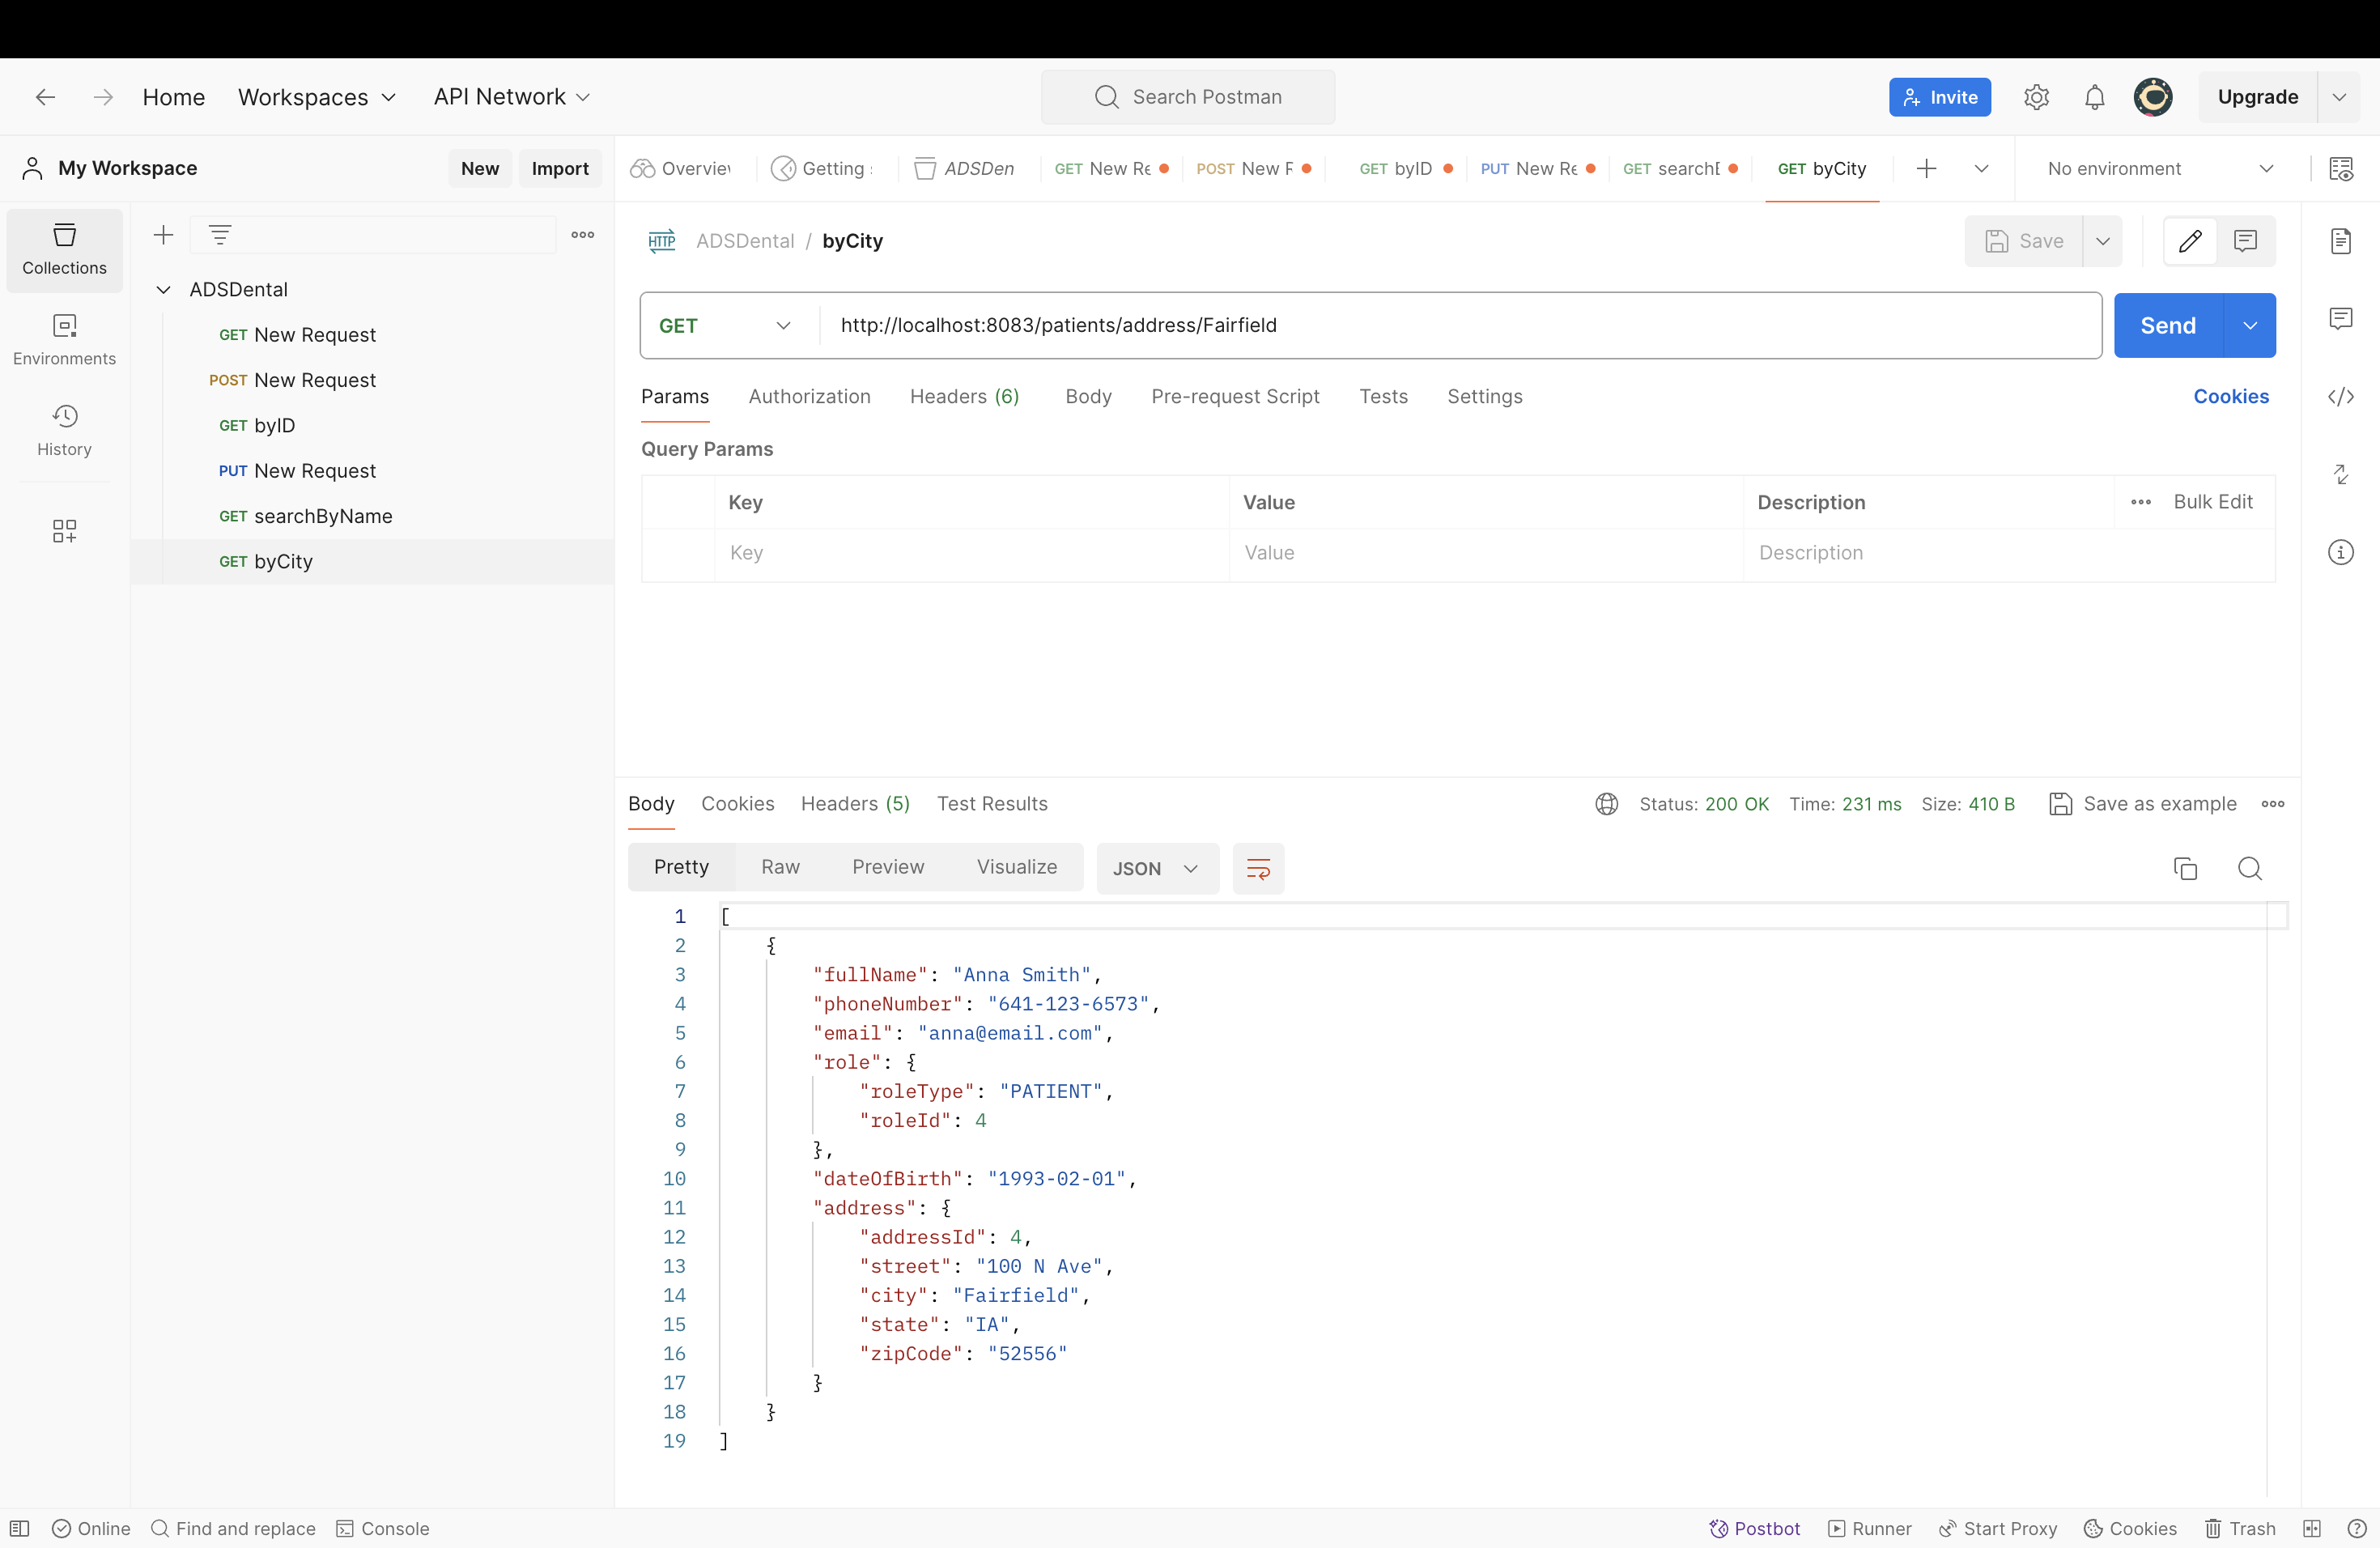 Home Workspaces API Network Search Postman Invite Upgrade
My Workspace New Import Overviev Getting ADSDen GET New Re POST New F GET byID PUT New Re GET search GET byCity No environment
Collections
Environments
History
ADSDental
GET New Request
POST New Request
GET byID
PUT New Request
GET searchByName
GET byCity
HTTP ADSDental / byCity Save
GET http://localhost:8083/patients/address/Fairfield Send
Params Authorization Headers (6) Body Pre-request Script Tests Settings Cookies
Query Params
Key Value Description Bulk Edit
Key Value Description
Body Cookies Headers (5) Test Results Status: 200 OK Time: 231 ms Size: 410 B Save as example
Pretty Raw Preview Visualize JSON
1 [
2 {
3 "fullName": "Anna Smith",
4 "phoneNumber": "641-123-6573",
5 "email": "anna@email.com",
6 "role": {
7 "roleType": "PATIENT",
8 "roleId": 4
9 },
10 "dateOfBirth": "1993-02-01",
11 "address": {
12 "addressId": 4,
13 "street": "100 N Ave",
14 "city": "Fairfield",
15 "state": "IA",
16 "zipCode": "52556"
17 }
18 }
19 ]
Online Find and replace Console Postbot Runner Start Proxy Cookies Trash